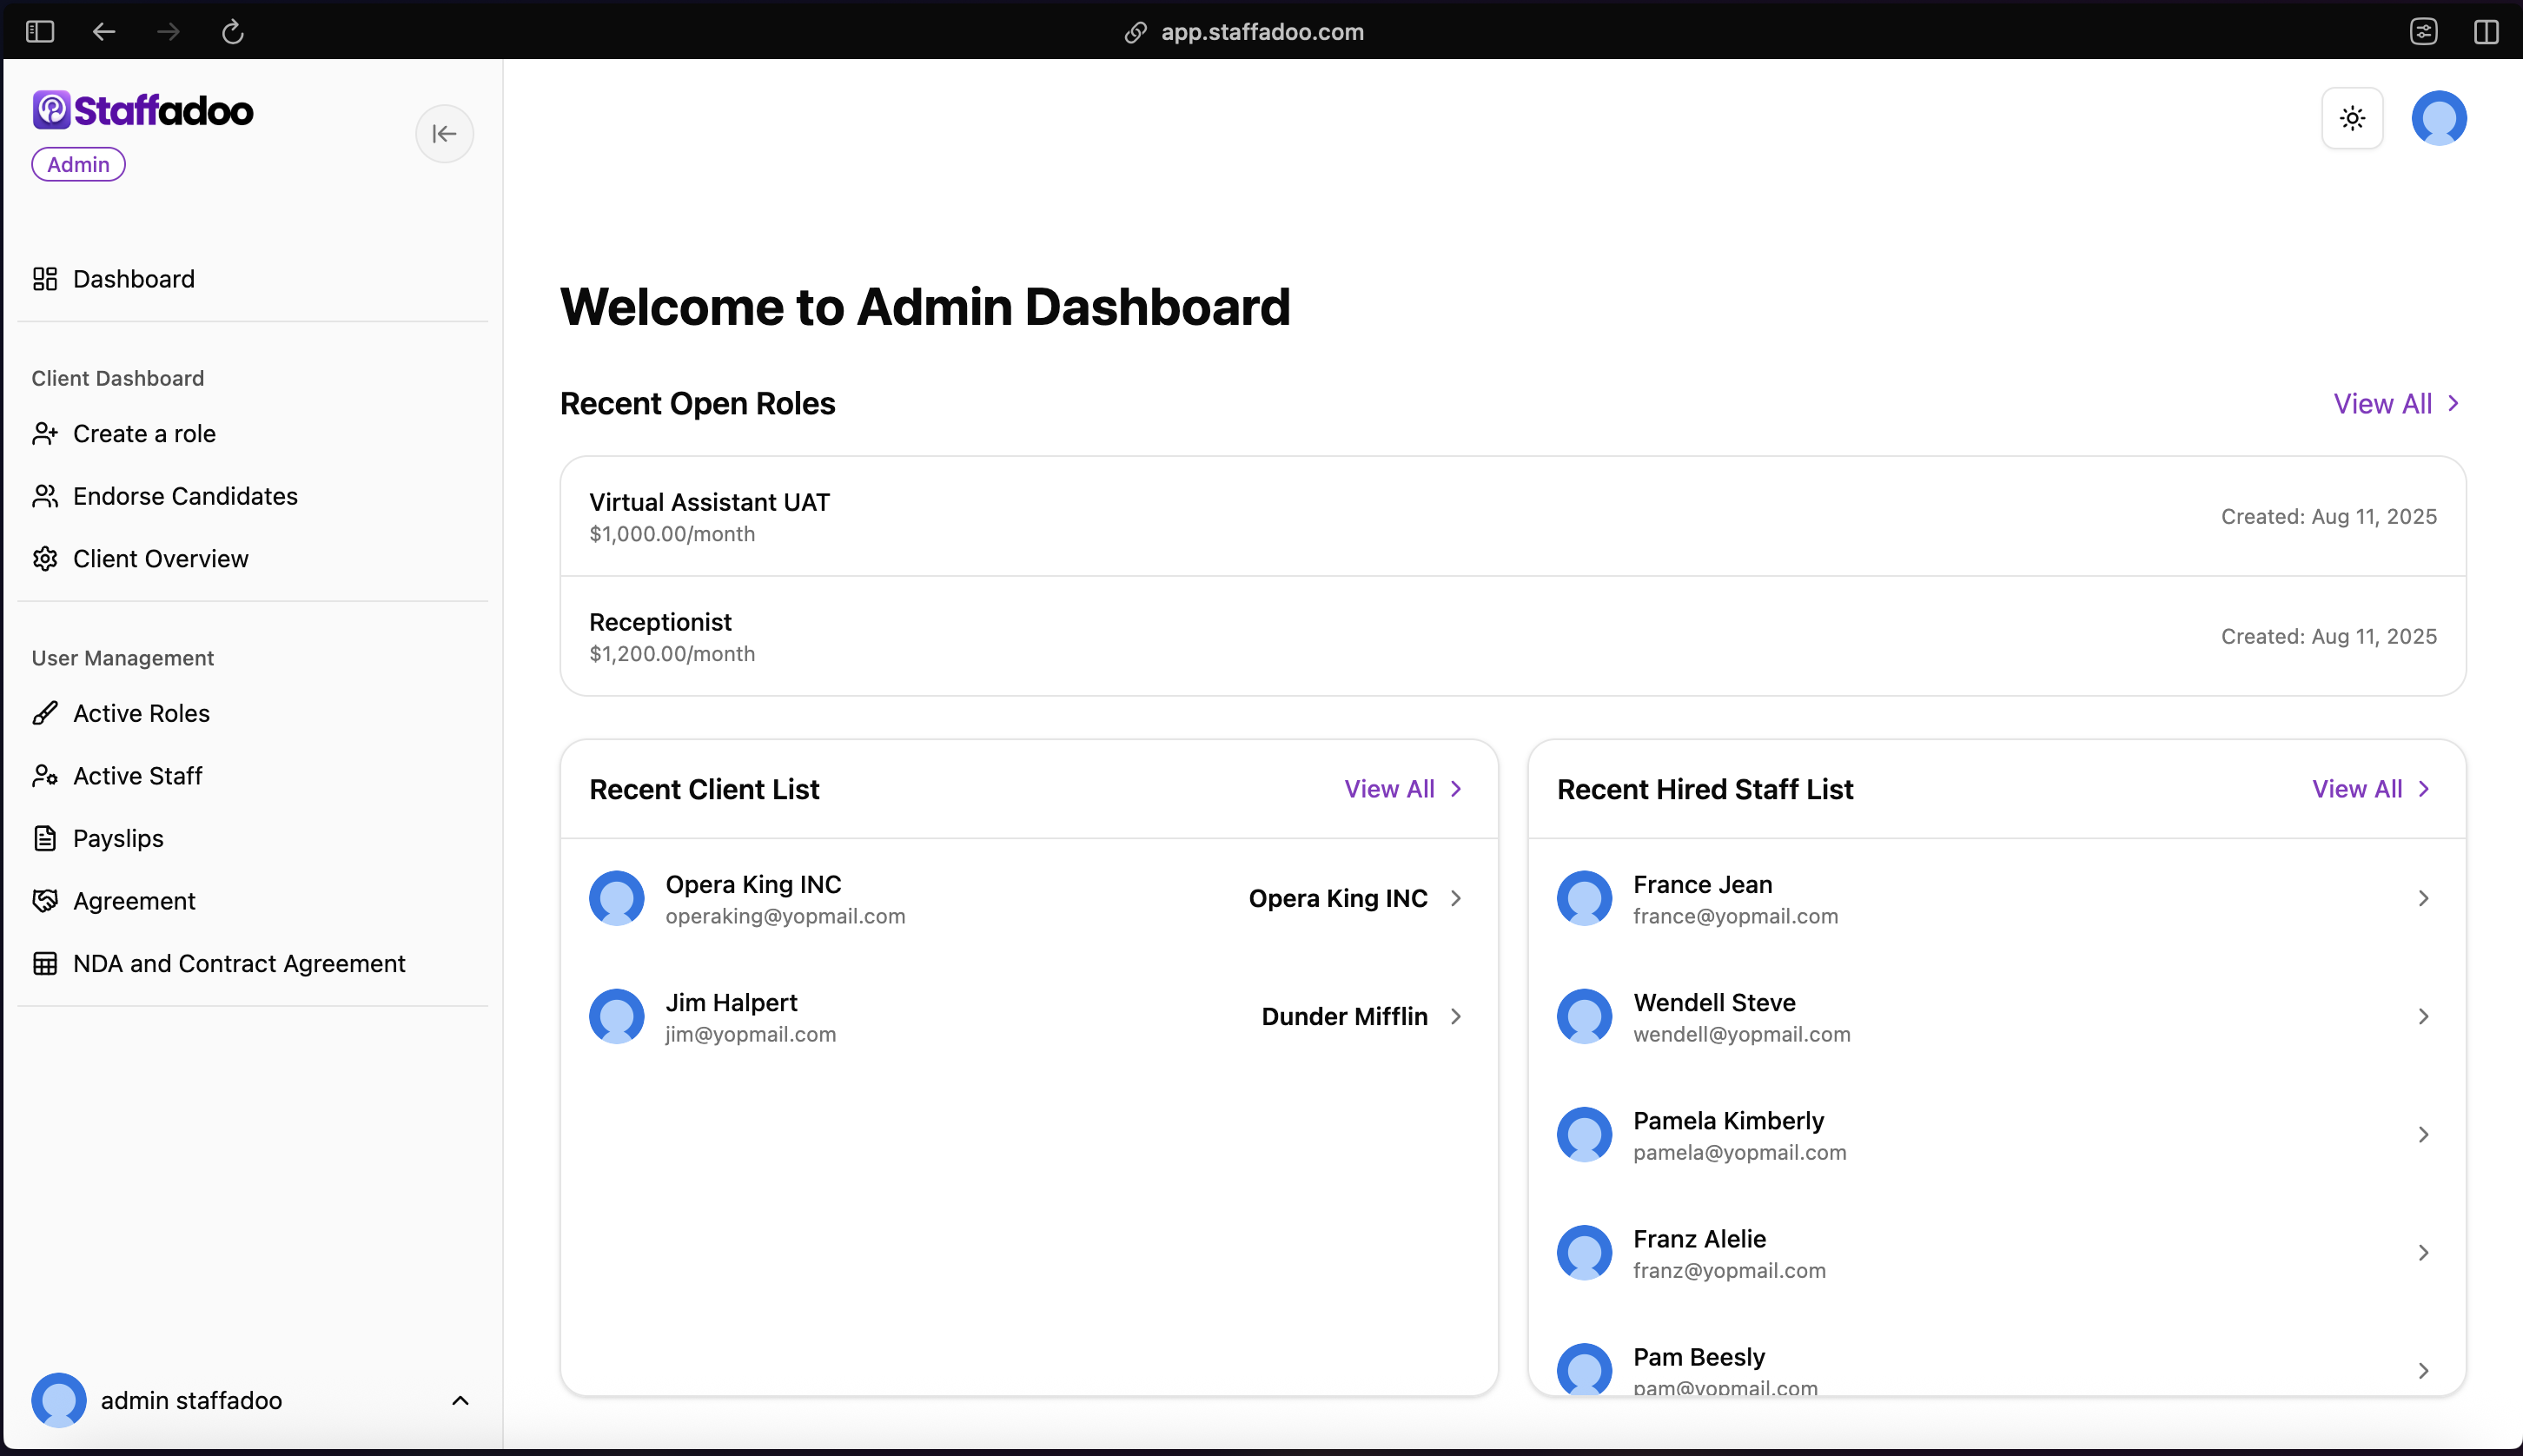 app.staffadoo.com
Staffadoo
Admin
Dashboard
Client Dashboard
Create a role
Endorse Candidates
Client Overview
User Management
Active Roles
Active Staff
Payslips
Agreement
NDA and Contract Agreement
admin staffadoo
Welcome to Admin Dashboard
Recent Open Roles
View All
Virtual Assistant UAT
$1,000.00/month
Created: Aug 11, 2025
Receptionist
$1,200.00/month
Created: Aug 11, 2025
Recent Client List
View All
Opera King INC
operaking@yopmail.com
Opera King INC
Jim Halpert
jim@yopmail.com
Dunder Mifflin
Recent Hired Staff List
View All
France Jean
france@yopmail.com
Wendell Steve
wendell@yopmail.com
Pamela Kimberly
pamela@yopmail.com
Franz Alelie
franz@yopmail.com
Pam Beesly
pam@yopmail.com